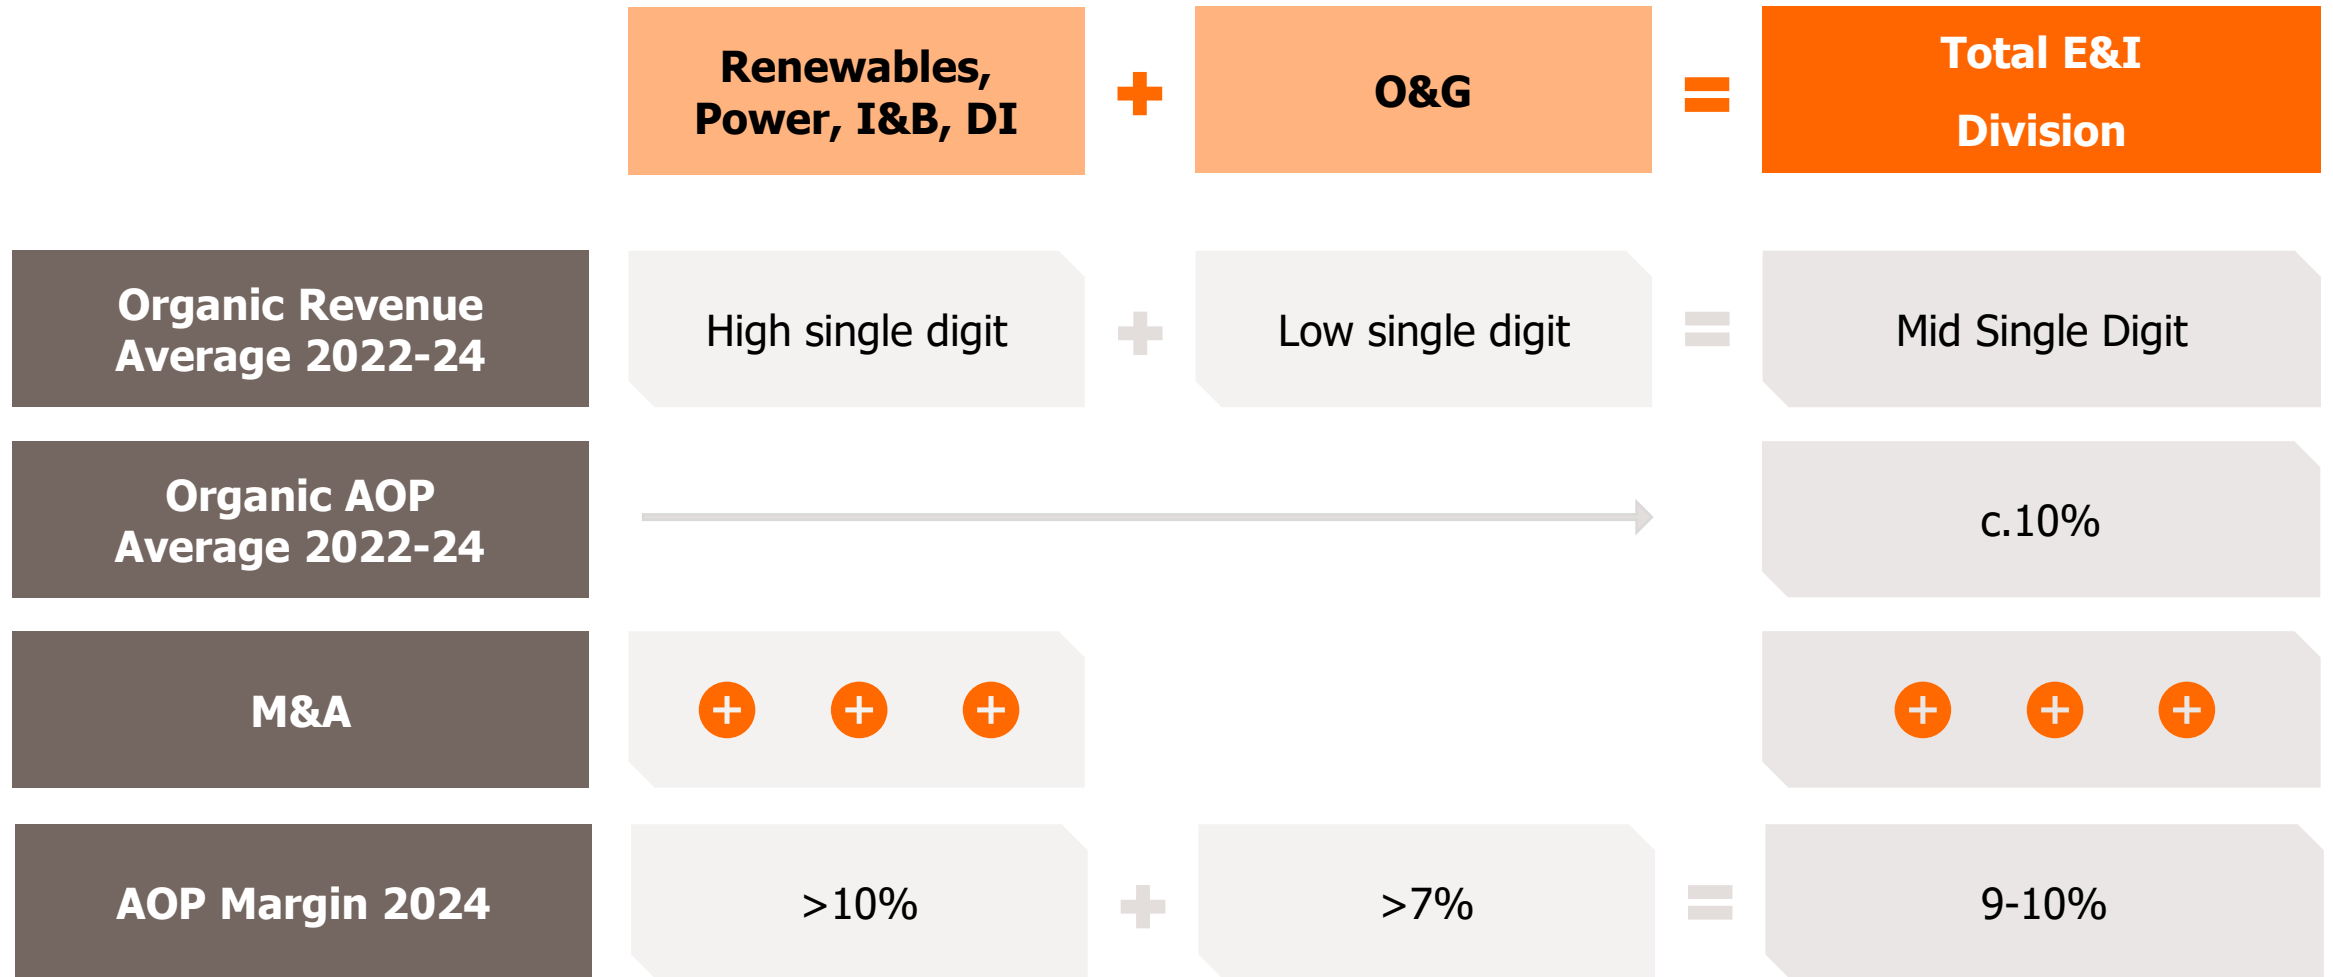 Renewables,
Power, I&B, DI
O&G
Total E&I
Division
Organic Revenue
Average 2022-24
High single digit
Low single digit
Mid Single Digit
Organic AOP
Average 2022-24
c.10%
M&A
AOP Margin 2024
>10%
>7%
9-10%